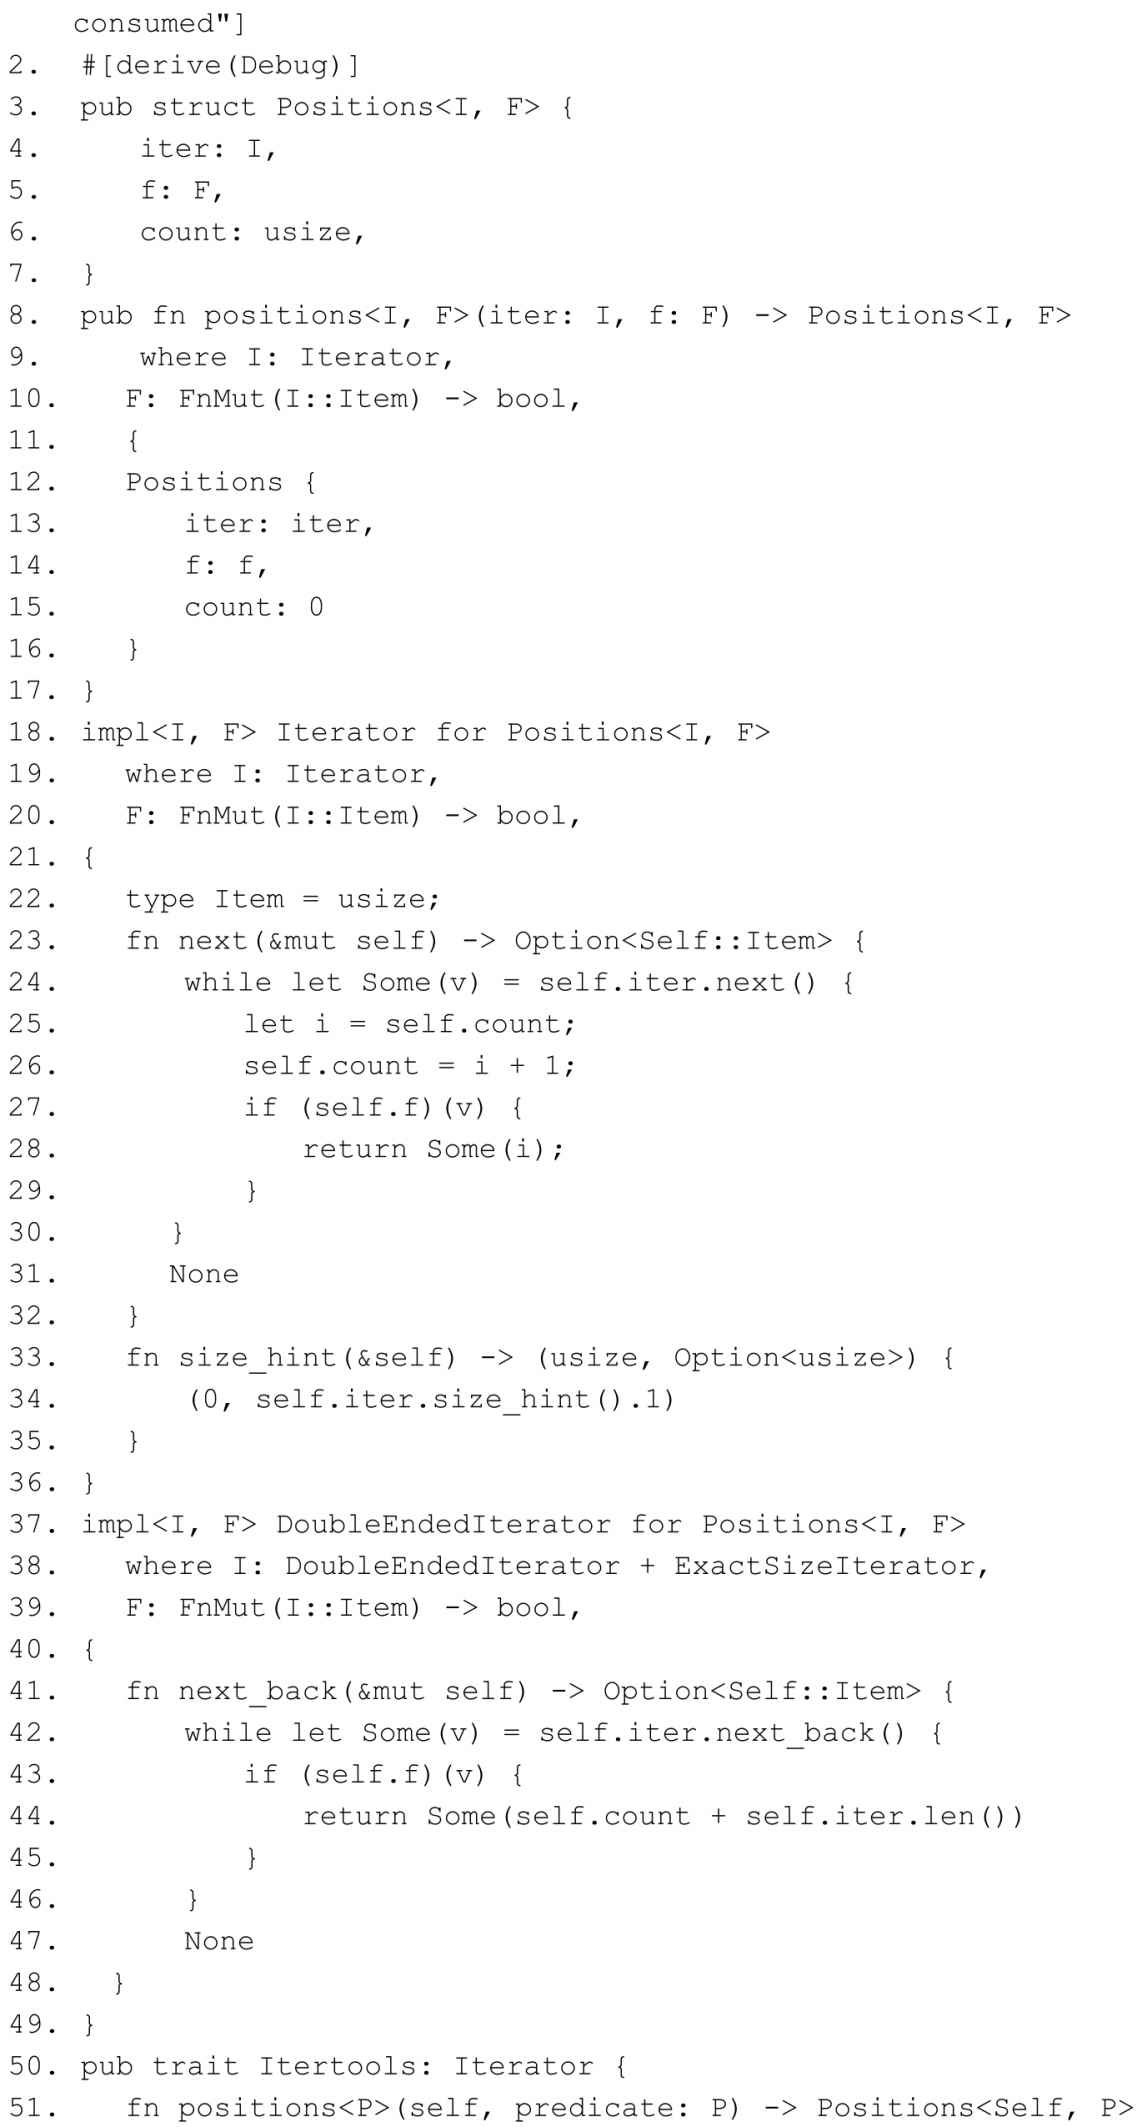 consumed"]
2. #[derive(Debug)]
3. pub struct Positions<I, F> {
4. iter: I,
5. f: F,
6. count: usize,
7. }
8. pub fn positions<I, F>(iter: I, f: F) -> Positions<I, F>
9. where I: Iterator,
10. F: FnMut(I::Item) -> bool,
11. {
12. Positions {
13. iter: iter,
14. f: f,
15. count: 0
16. }
17. }
18. impl<I, F> Iterator for Positions<I, F>
19. where I: Iterator,
20. F: FnMut(I::Item) -> bool,
21. {
22. type Item = usize;
23. fn next(&mut self) -> Option<Self::Item> {
24. while let Some(v) = self.iter.next() {
25. let i = self.count;
26. self.count = i + 1;
27. if (self.f)(v) {
28. return Some(i);
29. }
30. }
31. None
32. }
33. fn size_hint(&self) -> (usize, Option<usize>) {
34. (0, self.iter.size_hint().1)
35. }
36. }
37. impl<I, F> DoubleEndedIterator for Positions<I, F>
38. where I: DoubleEndedIterator + ExactSizeIterator,
39. F: FnMut(I::Item) -> bool,
40. {
41. fn next_back(&mut self) -> Option<Self::Item> {
42. while let Some(v) = self.iter.next_back() {
43. if (self.f)(v) {
44. return Some(self.count + self.iter.len())
45. }
46. }
47. None
48. }
49. }
50. pub trait Itertools: Iterator {
51. fn positions<P>(self, predicate: P) -> Positions<Self, P>